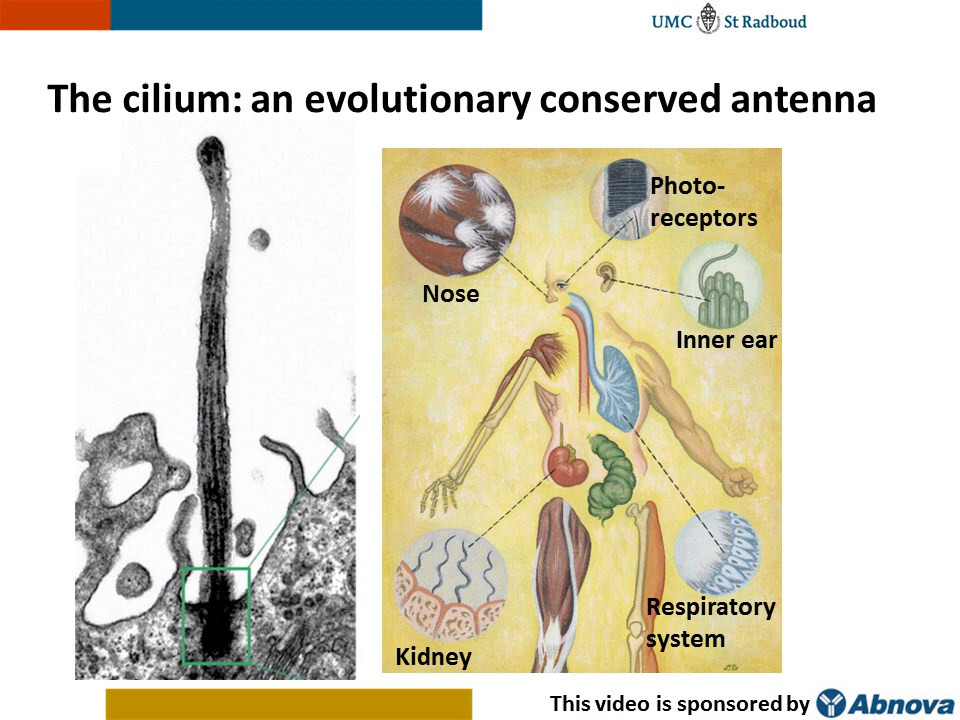 UMC St Radboud
The cilium: an evolutionary conserved antenna
Photo-
receptors
Nose
Inner ear
Respiratory
system
Kidney
This video is sponsored by Abnova